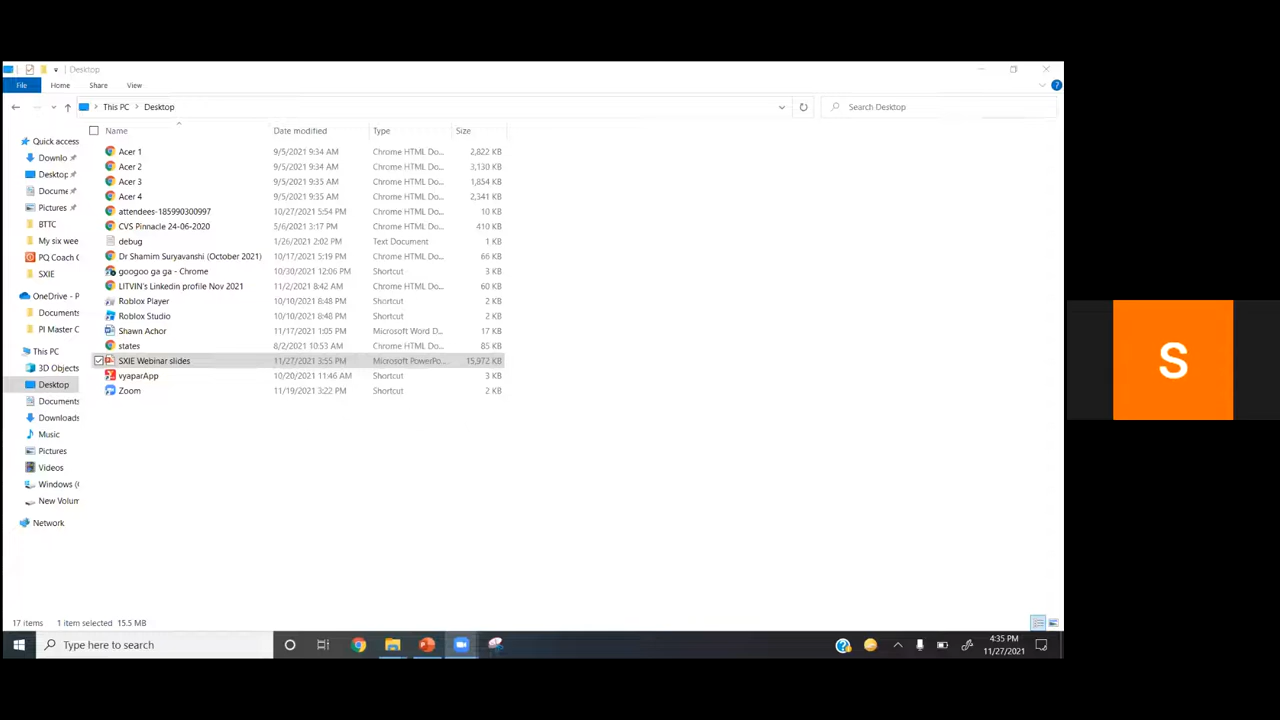 Desktop
File Home Share View
This PC Desktop Search Desktop
Name Date modified Type Size
Quick access
Downlo
Desktop
Docume
Pictures
BTTC
My six wee
PQ Coach C
SXIE
OneDrive - P
Documents
PI Master C
This PC
3D Objects
Desktop
Documents
Downloads
Music
Pictures
Videos
Windows (
New Volum
Network
Acer 1 9/5/2021 9:34 AM Chrome HTML Do... 2,822 KB
Acer 2 9/5/2021 9:34 AM Chrome HTML Do... 3,130 KB
Acer 3 9/5/2021 9:35 AM Chrome HTML Do... 1,854 KB
Acer 4 9/5/2021 9:35 AM Chrome HTML Do... 2,341 KB
attendees-185990300997 10/27/2021 5:54 PM Chrome HTML Do... 10 KB
CVS Pinnacle 24-06-2020 5/6/2021 3:17 PM Chrome HTML Do... 410 KB
debug 1/26/2021 2:02 PM Text Document 1 KB
Dr Shamim Suryavanshi (October 2021) 10/17/2021 5:19 PM Chrome HTML Do... 66 KB
googoo ga ga - Chrome 10/30/2021 12:06 PM Shortcut 3 KB
LITVIN's Linkedin profile Nov 2021 11/2/2021 8:42 AM Chrome HTML Do... 60 KB
Roblox Player 10/10/2021 8:48 PM Shortcut 2 KB
Roblox Studio 10/10/2021 8:48 PM Shortcut 2 KB
Shawn Achor 11/17/2021 1:05 PM Microsoft Word D... 17 KB
states 8/2/2021 10:53 AM Chrome HTML Do... 85 KB
SXIE Webinar slides 11/27/2021 3:55 PM Microsoft PowerPo... 15,972 KB
vyaparApp 10/20/2021 11:46 AM Shortcut 3 KB
Zoom 11/19/2021 3:22 PM Shortcut 2 KB
S
17 items 1 item selected 15.5 MB
Type here to search
4:35 PM
11/27/2021